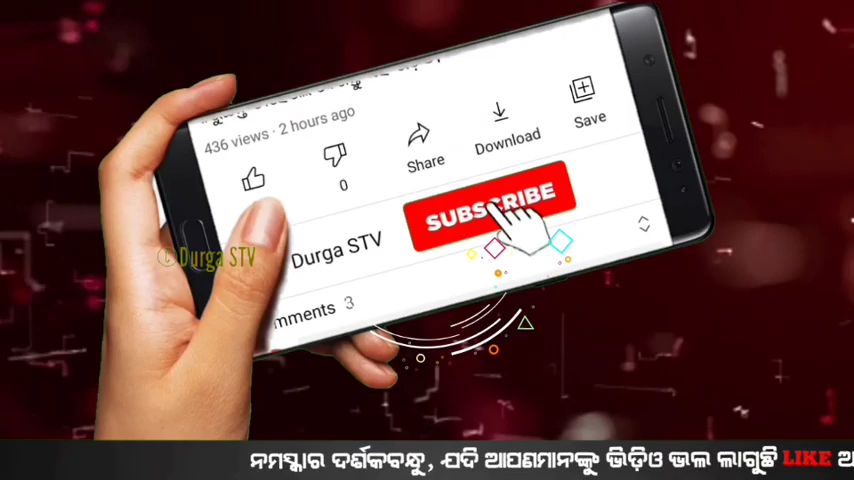 436 views · 2 hours ago
0
Share
Download
Save
Durga STV
SUBSCRIBE
mments 3
© Durga STV
ନମସ୍କାର ଦର୍ଶକବନ୍ଧୁ, ଯଦି ଆପଣମାନଙ୍କୁ ଭିଡ଼ିଓ ଭଲ ଲାଗୁଛି LIKE